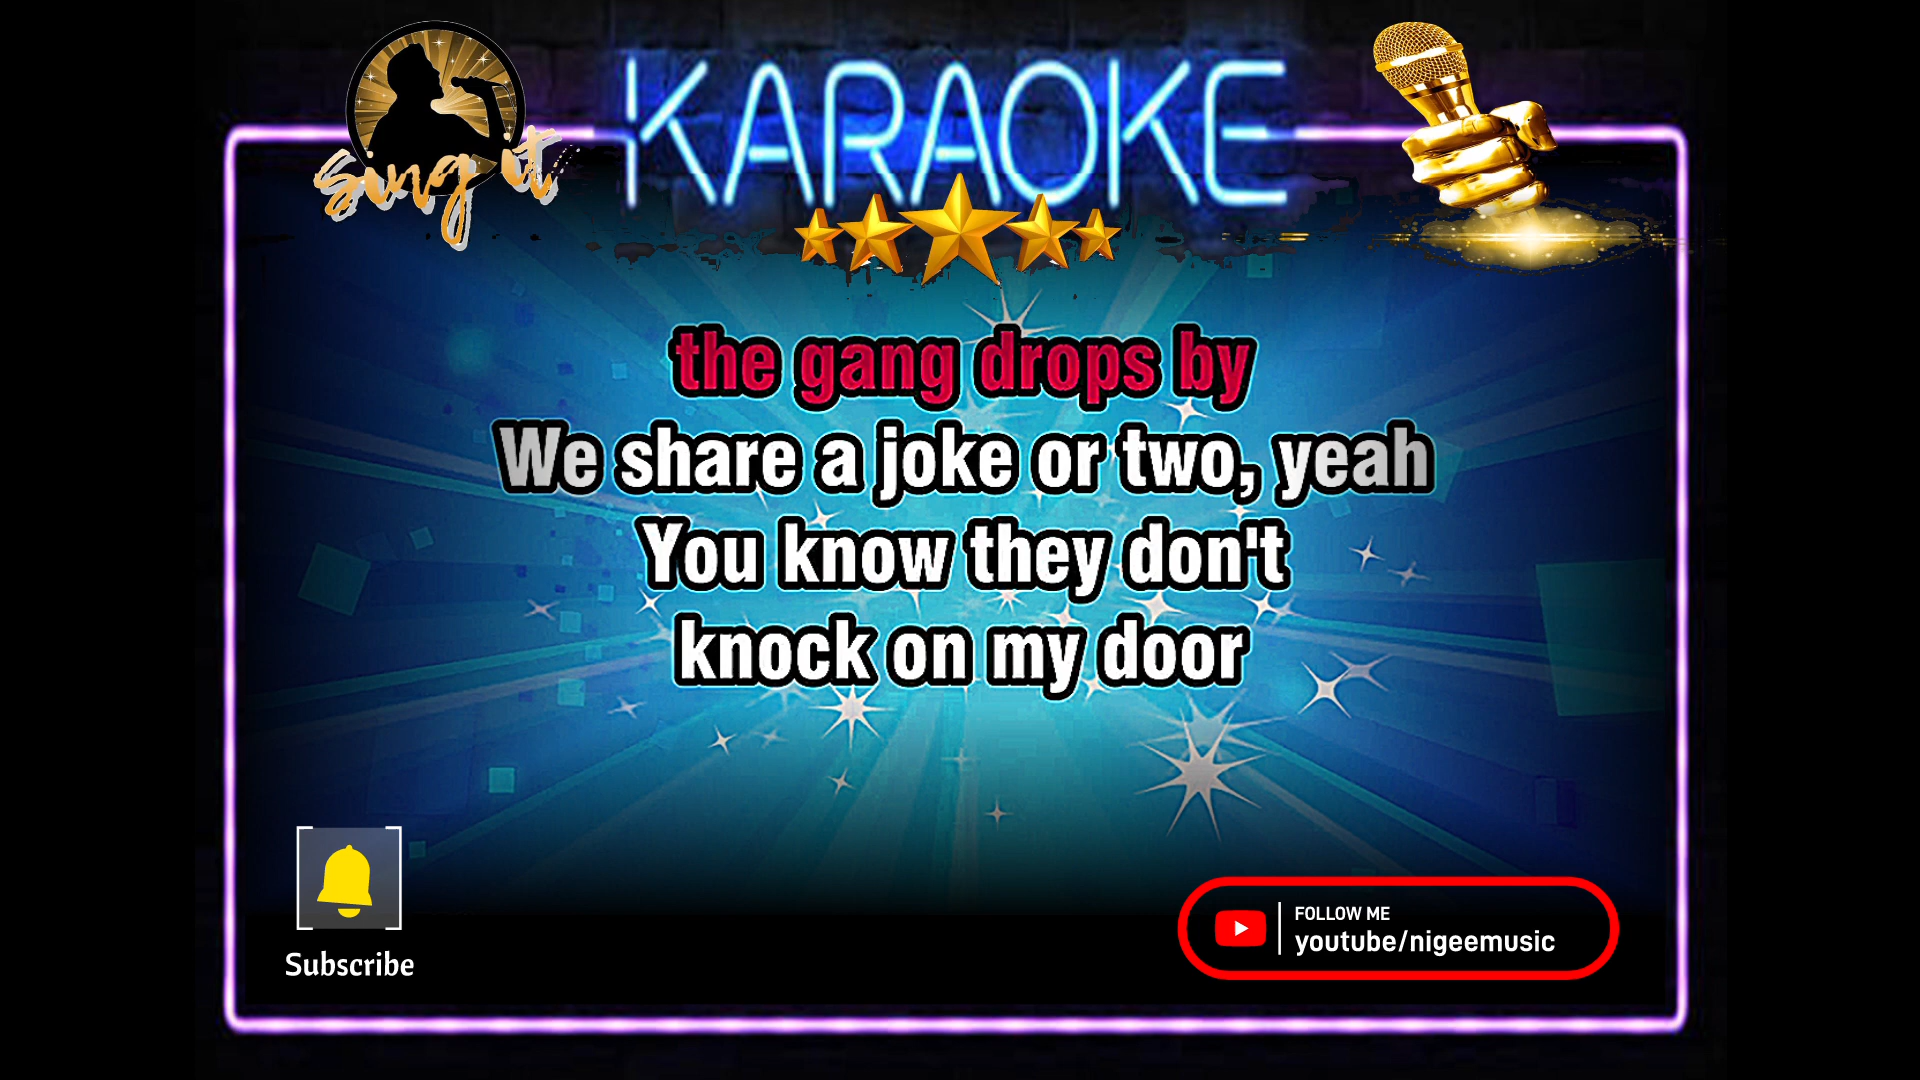 sing it
KARAOKE
the gang drops by
We share a joke or two, yeah
You know they don't
knock on my door
Subscribe
FOLLOW ME
youtube/nigeemusic